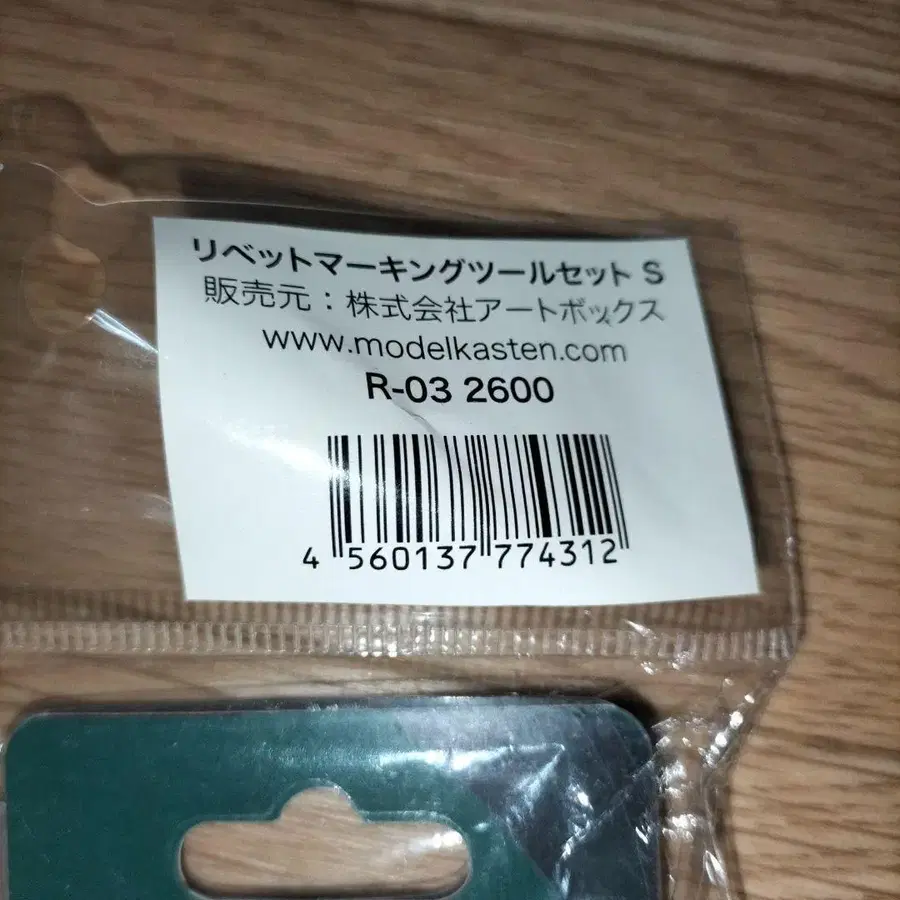 リベットマーキングツールセット S
販売元：株式会社アートボックス
www.modelkasten.com
R-03 2600
4 560137 774312